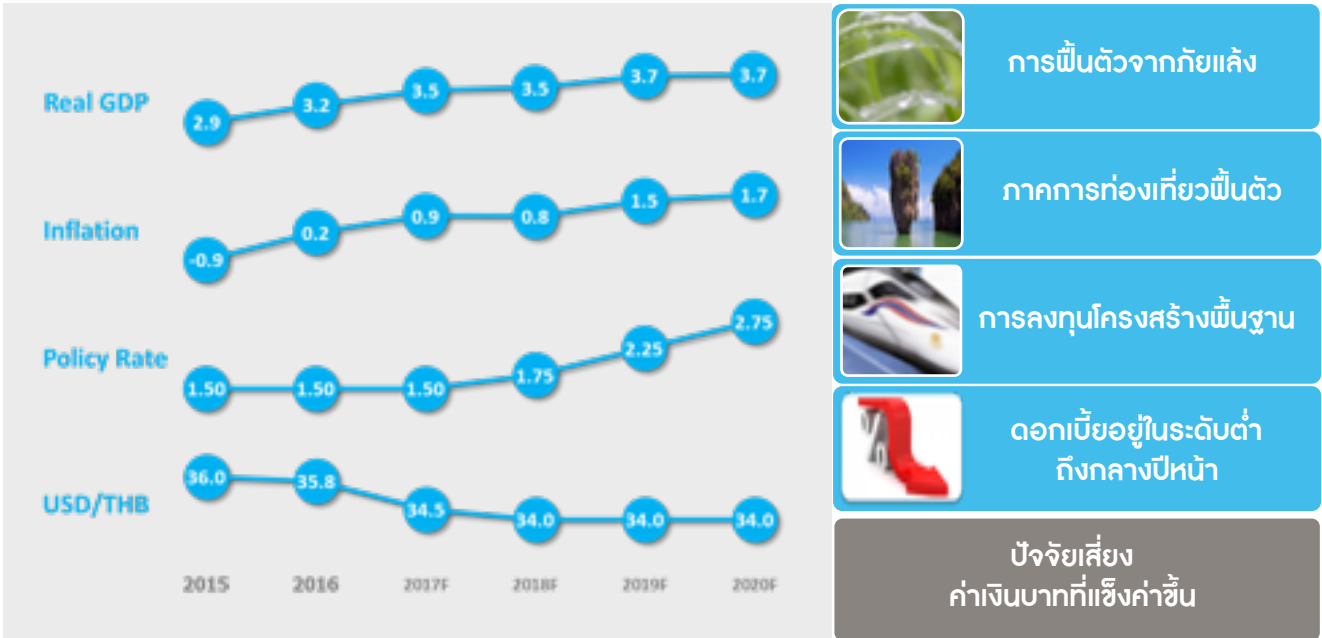 Real GDP
2.9 3.2 3.5 3.5 3.7 3.7
Inflation
-0.9 0.2 0.9 0.8 1.5 1.7
Policy Rate
1.50 1.50 1.50 1.75 2.25 2.75
USD/THB
36.0 35.8 34.5 34.0 34.0 34.0
2015 2016 2017F 2018F 2019F 2020F
การฟื้นตัวจากภัยแล้ง
ภาคการท่องเที่ยวฟื้นตัว
การลงทุนโครงสร้างพื้นฐาน
%
ดอกเบี้ยอยู่ในระดับต่ำ
ถึงกลางปีหน้า
ปัจจัยเสี่ยง
ค่าเงินบาทที่แข็งค่าขึ้น